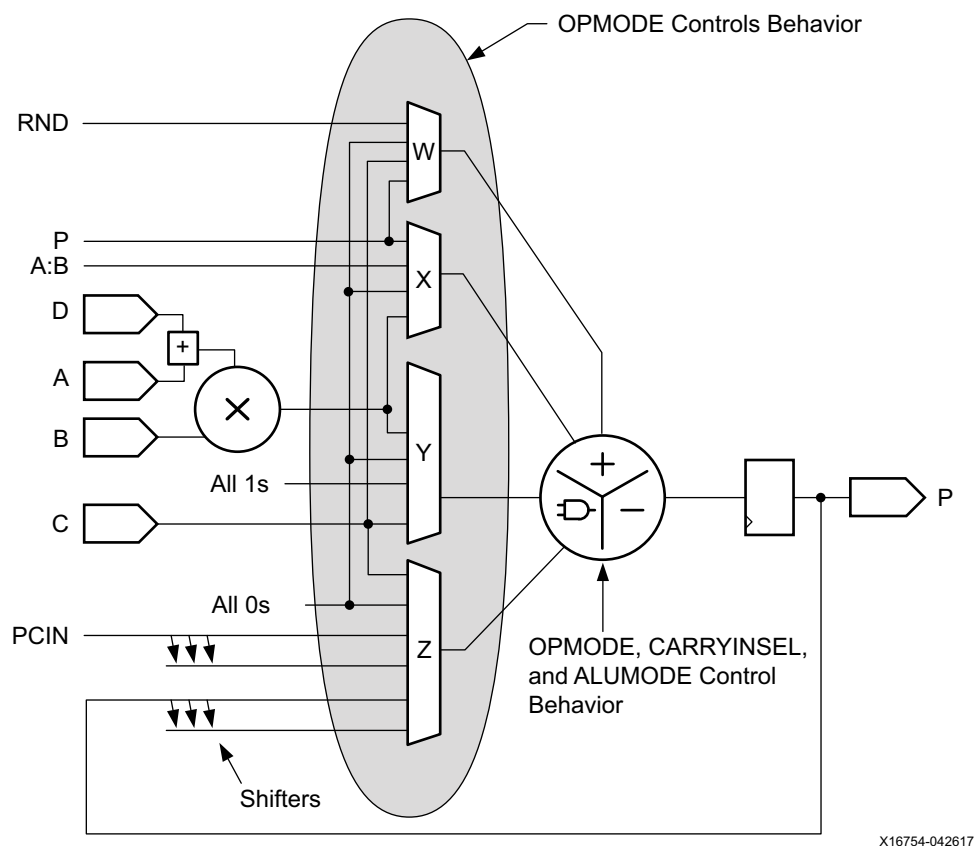 OPMODE Controls Behavior
RND
W
P
A:B
X
D
+
A
×
B
Y
All 1s
+
−
P
C
All 0s
PCIN
Z
OPMODE, CARRYINSEL,
and ALUMODE Control
Behavior
Shifters
X16754-042617